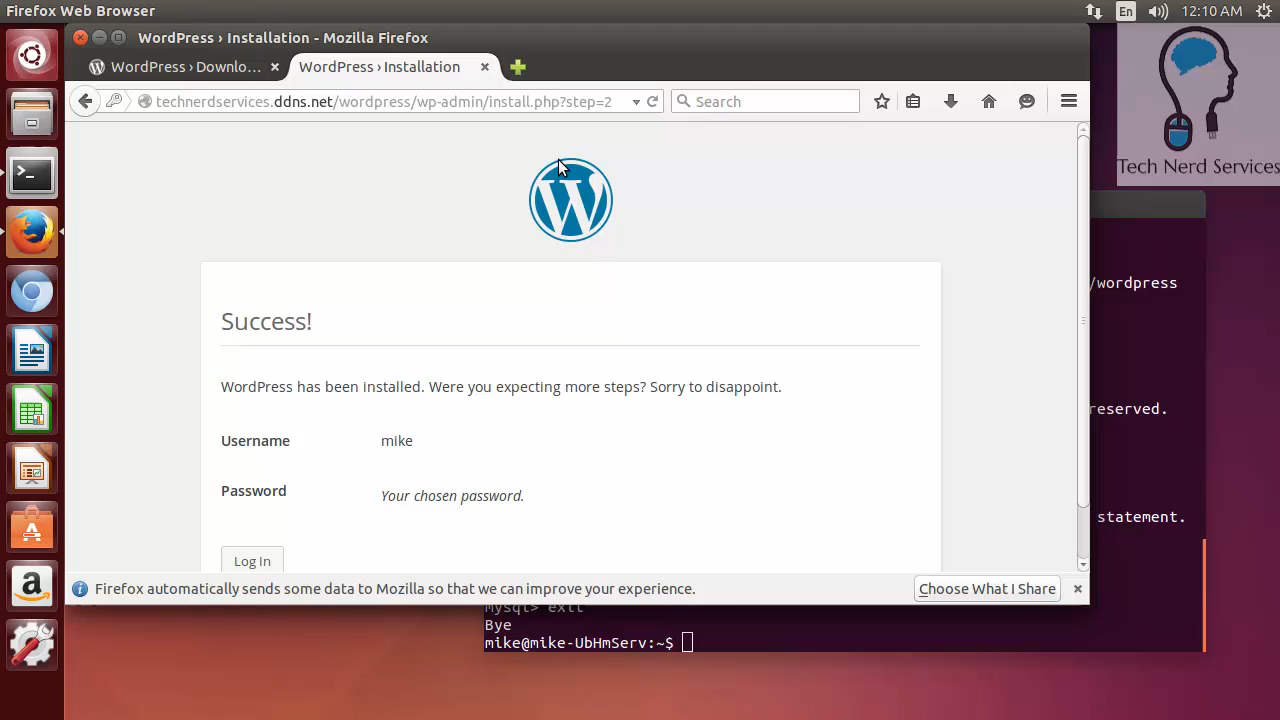 Firefox Web Browser
En
12:10 AM
WordPress › Installation - Mozilla Firefox
WordPress › Downlo...
WordPress › Installation
technerdservices.ddns.net/wordpress/wp-admin/install.php?step=2
Search
Tech Nerd Services
/wordpress
Success!
WordPress has been installed. Were you expecting more steps? Sorry to disappoint.
reserved.
Username
mike
Password
Your chosen password.
statement.
Log In
Firefox automatically sends some data to Mozilla so that we can improve your experience.
Choose What I Share
mysql> exit
Bye
mike@mike-UbHmServ:~$